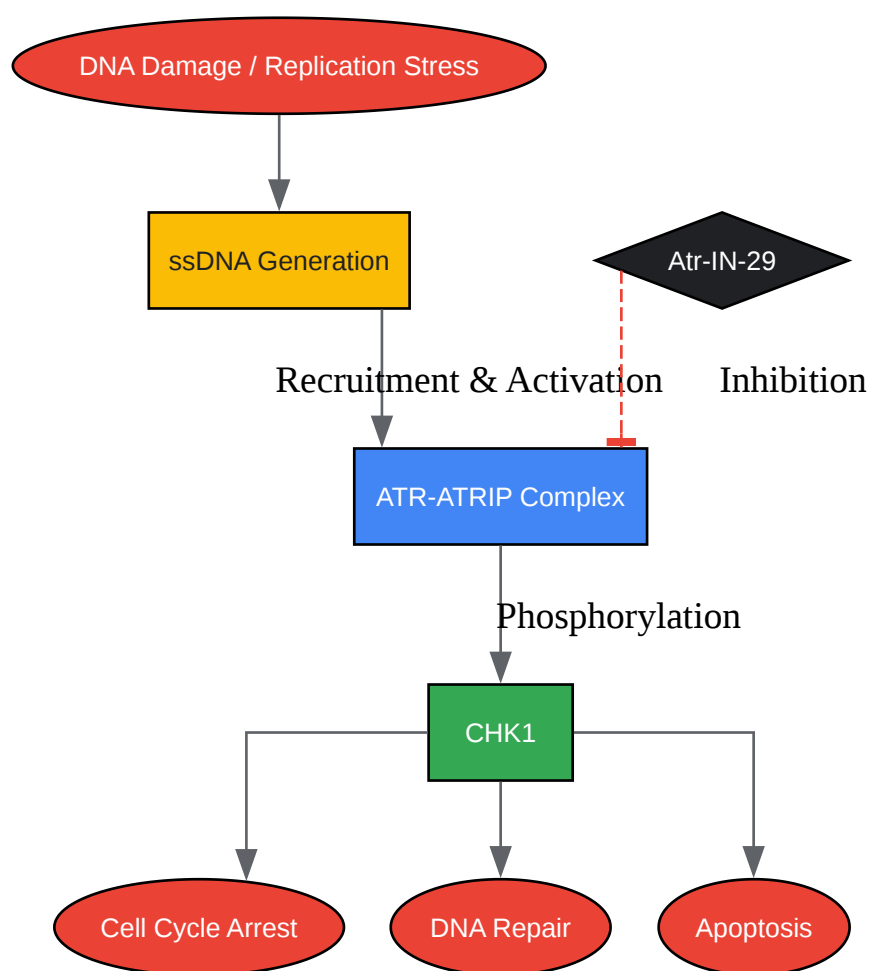 DNA Damage / Replication Stress
ssDNA Generation
Atr-IN-29
Recruitment & Activation
Inhibition
ATR-ATRIP Complex
Phosphorylation
CHK1
Cell Cycle Arrest
DNA Repair
Apoptosis